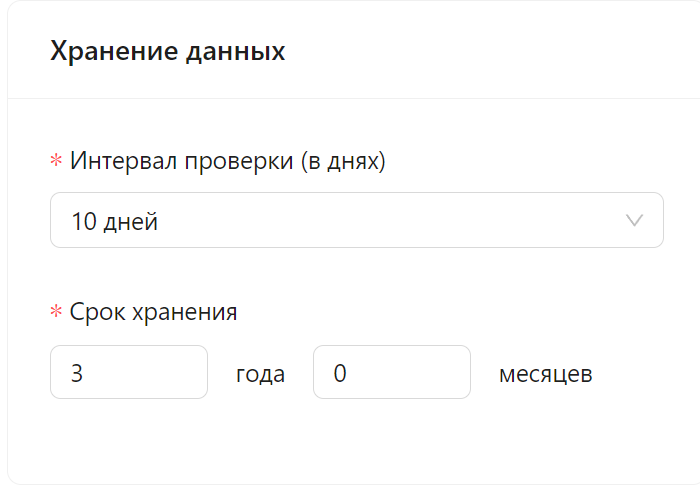 Хранение данных
* Интервал проверки (в днях)
10 дней
* Срок хранения
3 года 0 месяцев